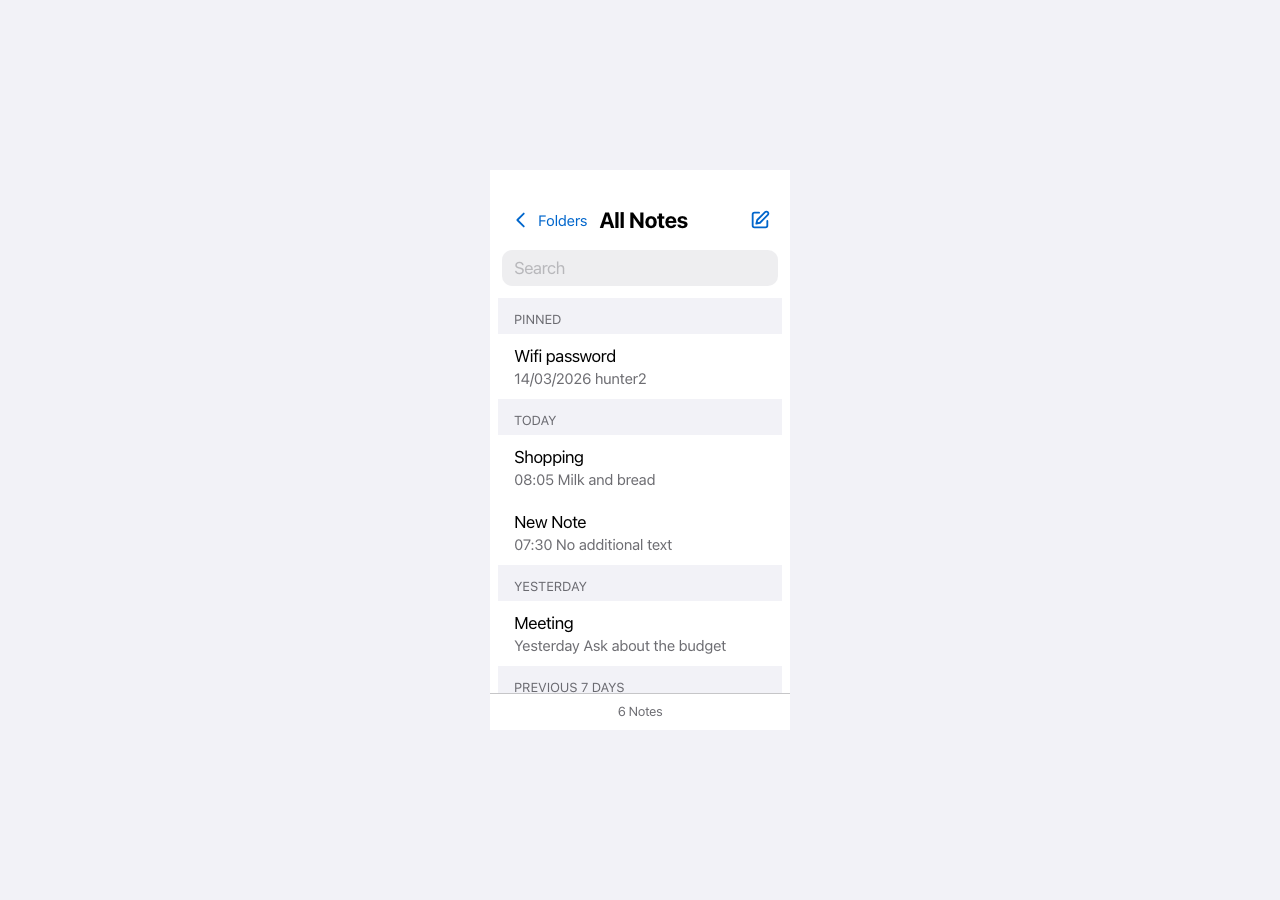 Folders All Notes
Search
PINNED
Wifi password
14/03/2026 hunter2
TODAY
Shopping
08:05 Milk and bread
New Note
07:30 No additional text
YESTERDAY
Meeting
Yesterday Ask about the budget
PREVIOUS 7 DAYS
6 Notes